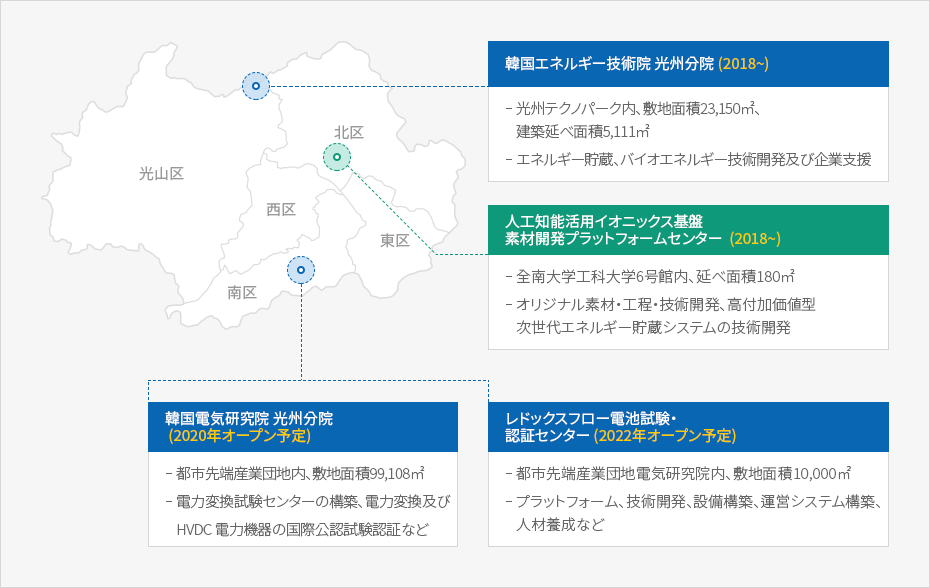 韓国エネルギー技術院 光州分院 (2018~)
- 光州テクノパーク内、敷地面積23,150㎡、
建築延べ面積5,111㎡
- エネルギー貯蔵、バイオエネルギー技術開発及び企業支援
北区
光山区
西区
東区
南区
人工知能活用イオニックス基盤
素材開発プラットフォームセンター (2018~)
- 全南大学工科大学6号館内、延べ面積180㎡
- オリジナル素材・工程・技術開発、高付加価値型
次世代エネルギー貯蔵システムの技術開発
韓国電気研究院 光州分院
(2020年オープン予定)
- 都市先端産業団地内、敷地面積99,108㎡
- 電力変換試験センターの構築、電力変換及び
HVDC 電力機器の国際公認試験認証など
レドックスフロー電池試験・
認証センター (2022年オープン予定)
- 都市先端産業団地電気研究院内、敷地面積10,000㎡
- プラットフォーム、技術開発、設備構築、運営システム構築、
人材養成など